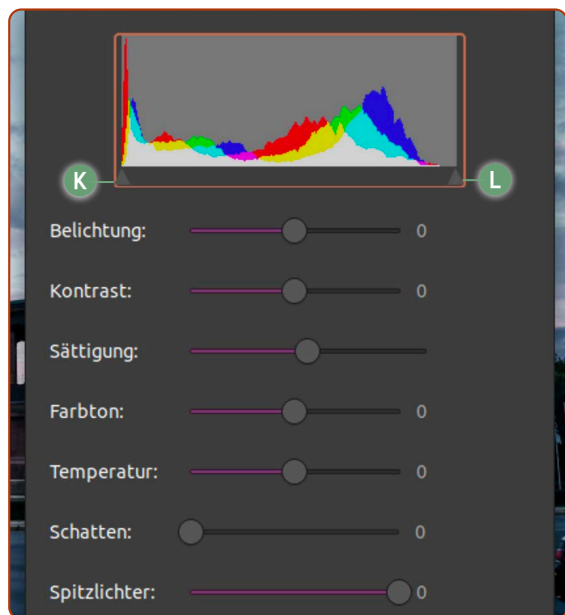 K L
Belichtung: 0
Kontrast: 0
Sättigung:
Farbton: 0
Temperatur: 0
Schatten: 0
Spitzlichter: 0